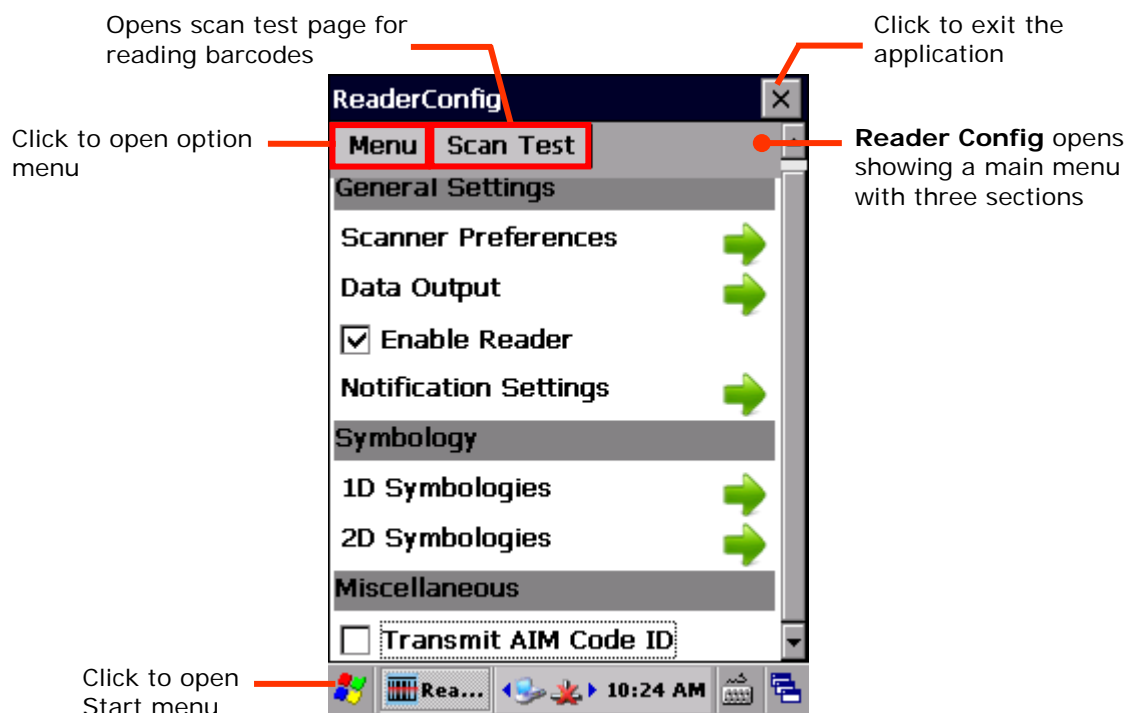 Opens scan test page for
reading barcodes
Click to exit the
application
ReaderConfig
Click to open option
menu
Menu
Scan Test
Reader Config opens
showing a main menu
with three sections
General Settings
Scanner Preferences
Data Output
Enable Reader
Notification Settings
Symbology
1D Symbologies
2D Symbologies
Miscellaneous
Transmit AIM Code ID
Click to open
Start menu
Rea...
10:24 AM